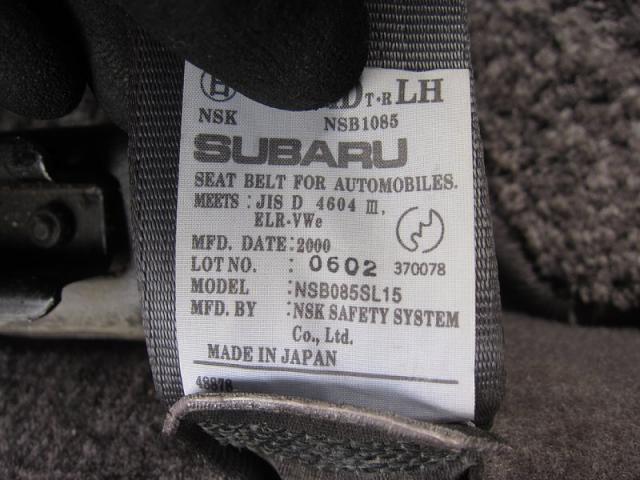 T·R LH
NSK NSB1085
SUBARU
SEAT BELT FOR AUTOMOBILES.
MEETS : JIS D 4604 III,
ELR-VWe
MFD. DATE : 2000
LOT NO. : 0602 370078
MODEL : NSB085SL15
MFD. BY : NSK SAFETY SYSTEM
Co., Ltd.
MADE IN JAPAN
48878